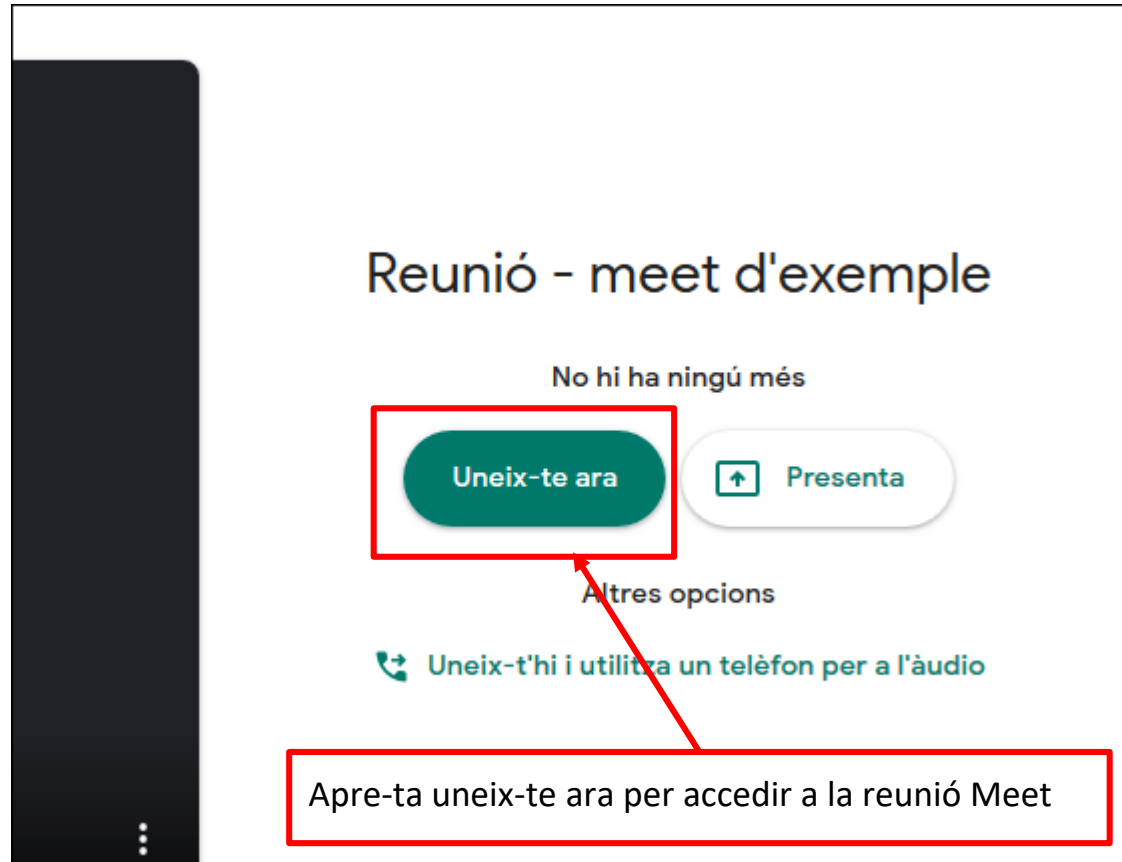 Reunió - meet d'exemple
No hi ha ningú més
Uneix-te ara
Presenta
Altres opcions
Uneix-t'hi i utilitza un telèfon per a l'àudio
Apre-ta uneix-te ara per accedir a la reunió Meet